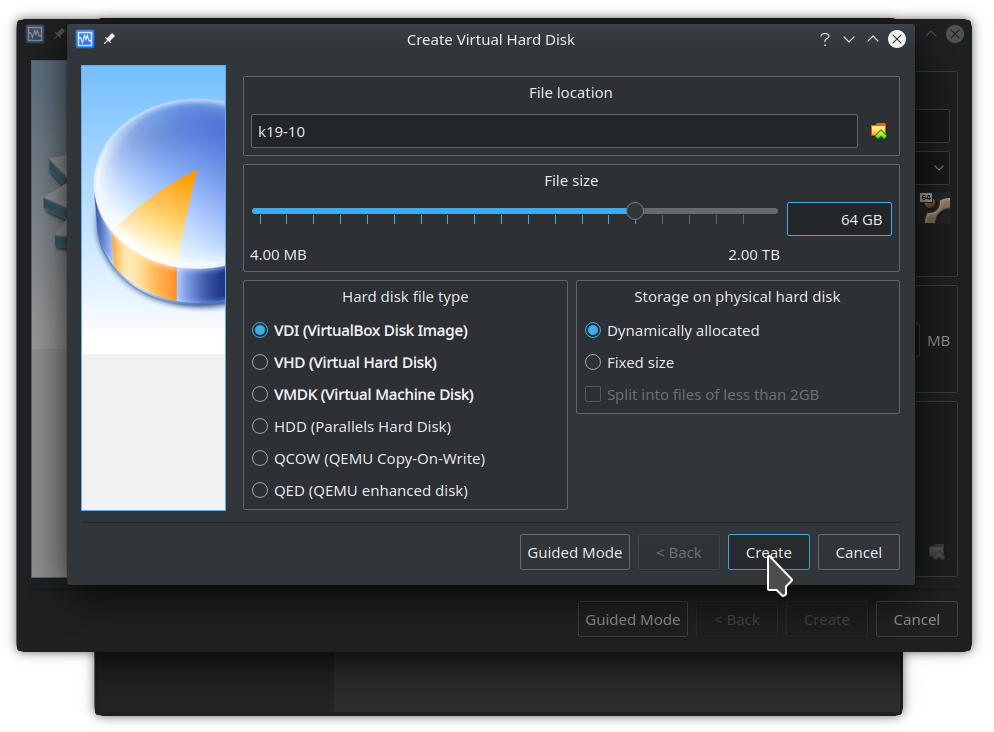 Create Virtual Hard Disk
?
File location
k19-10
File size
64 GB
4.00 MB
2.00 TB
Hard disk file type
VDI (VirtualBox Disk Image)
VHD (Virtual Hard Disk)
VMDK (Virtual Machine Disk)
HDD (Parallels Hard Disk)
QCOW (QEMU Copy-On-Write)
QED (QEMU enhanced disk)
Storage on physical hard disk
Dynamically allocated
Fixed size
Split into files of less than 2GB
64
MB
Guided Mode
< Back
Create
Cancel
Guided Mode
< Back
Create
Cancel